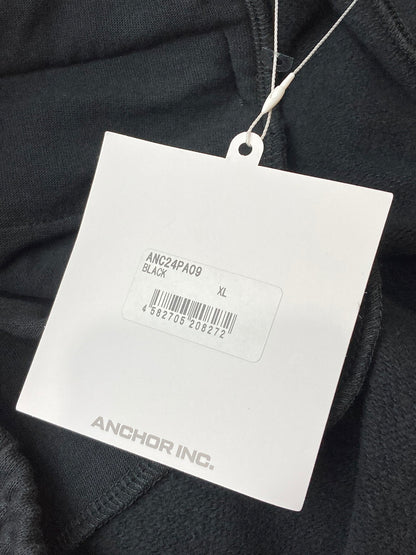 ANC24PA09
BLACK
XL
4 582705 208272
ANCHOR INC.